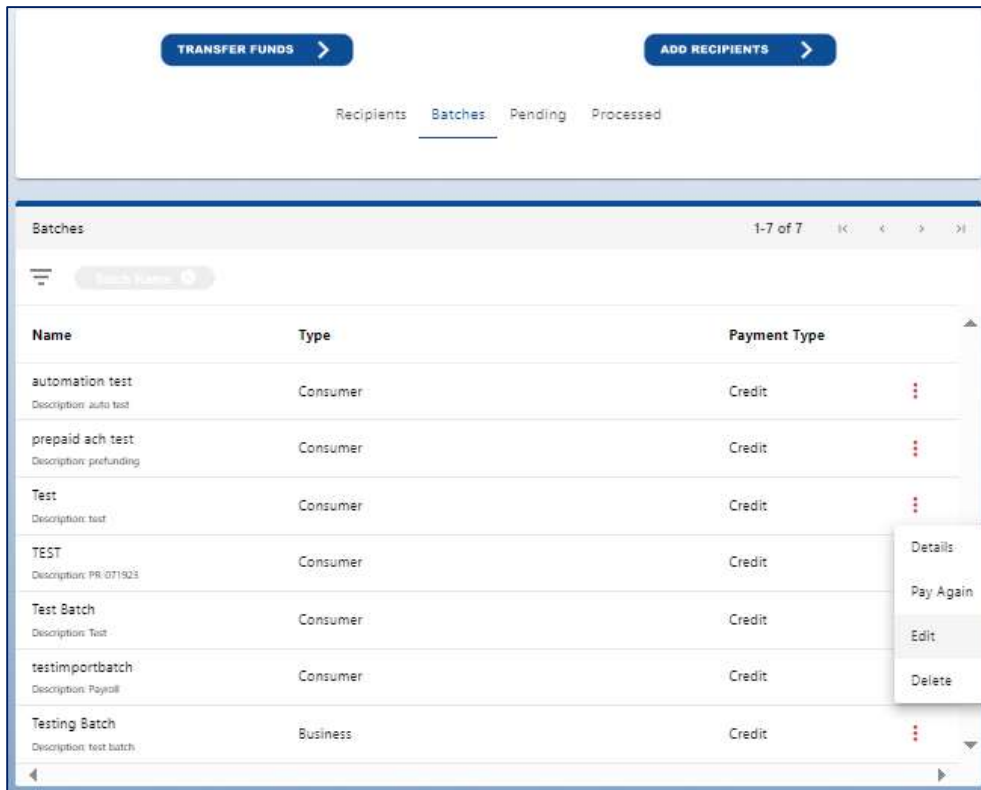 TRANSFER FUNDS
ADD RECIPIENTS
Recipients Batches Pending Processed
Batches 1-7 of 7
Batch Name
Name Type Payment Type
automation test
Description: auto test
Consumer Credit
prepaid ach test
Description: prefunding
Consumer Credit
Test
Description: test
Consumer Credit
TEST
Description: PR-071923
Consumer Credit
Test Batch
Description: Test
Consumer Credit
testimportbatch
Description: Payroll
Consumer Credit
Testing Batch
Description: test batch
Business Credit
Details
Pay Again
Edit
Delete